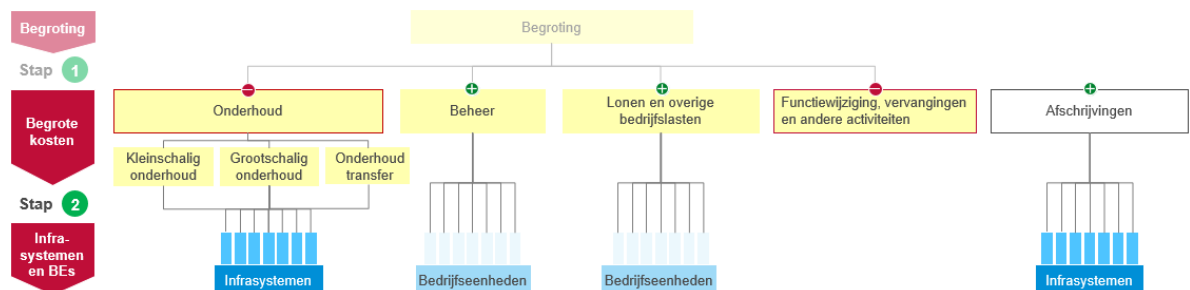 Begroting
Begroting
Stap 1
Begrote
kosten
Onderhoud
Beheer
Lonen en overige
bedrijfslasten
Functiewijziging, vervangingen
en andere activiteiten
Afschrijvingen
Kleinschalig
onderhoud
Grootschalig
onderhoud
Onderhoud
transfer
Stap 2
Infra-
systemen
en BEs
Infrasystemen
Bedrijfseenheden
Bedrijfseenheden
Infrasystemen